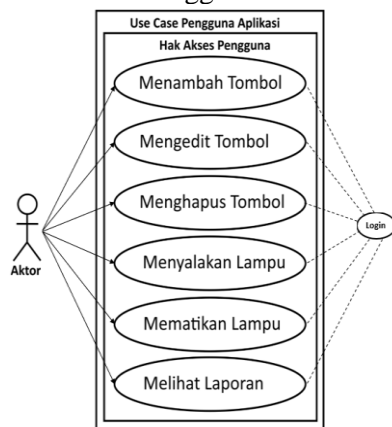 Use Case Pengguna Aplikasi
Hak Akses Pengguna
Menambah Tombol
Mengedit Tombol
Menghapus Tombol
Menyalakan Lampu
Mematikan Lampu
Melihat Laporan
Aktor
Login